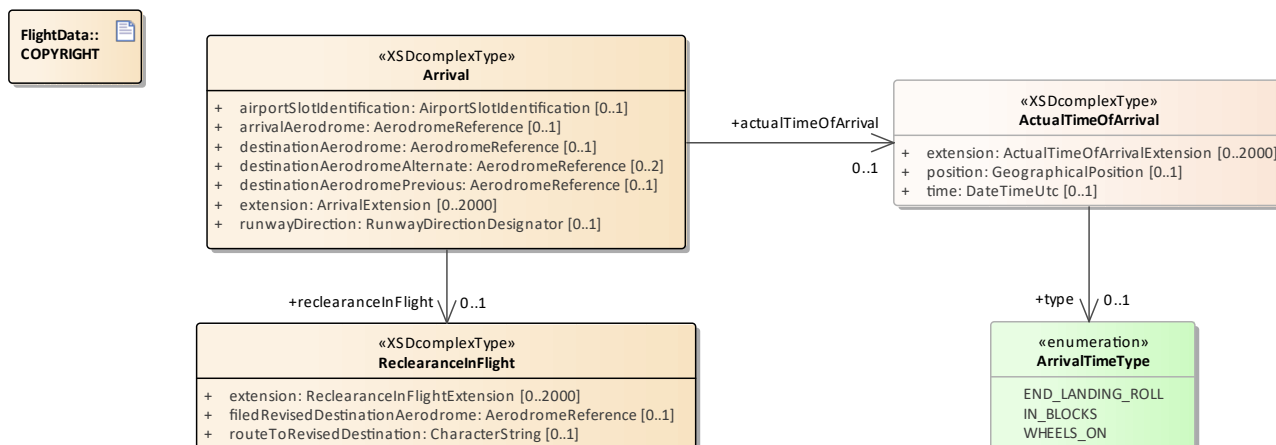 FlightData::
COPYRIGHT
«XSDcomplexType»
Arrival
+ airportSlotIdentification: AirportSlotIdentification [0..1]
+ arrivalAerodrome: AerodromeReference [0..1]
+ destinationAerodrome: AerodromeReference [0..1]
+ destinationAerodromeAlternate: AerodromeReference [0..2]
+ destinationAerodromePrevious: AerodromeReference [0..1]
+ extension: ArrivalExtension [0..2000]
+ runwayDirection: RunwayDirectionDesignator [0..1]
+actualTimeOfArrival
0..1
«XSDcomplexType»
ActualTimeOfArrival
+ extension: ActualTimeOfArrivalExtension [0..2000]
+ position: GeographicalPosition [0..1]
+ time: DateTimeUtc [0..1]
+reclearanceInFlight 0..1
«XSDcomplexType»
ReclearanceInFlight
+ extension: ReclearanceInFlightExtension [0..2000]
+ filedRevisedDestinationAerodrome: AerodromeReference [0..1]
+ routeToRevisedDestination: CharacterString [0..1]
+type 0..1
«enumeration»
ArrivalTimeType
END_LANDING_ROLL
IN_BLOCKS
WHEELS_ON